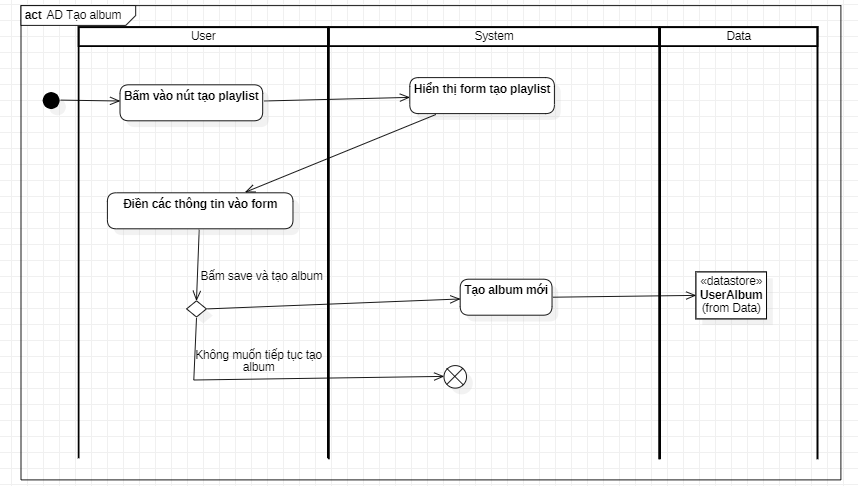 act AD Tạo album
User
System
Data
Bấm vào nút tạo playlist
Hiển thị form tạo playlist
Điền các thông tin vào form
Bấm save và tạo album
Tạo album mới
«datastore»
UserAlbum
(from Data)
Không muốn tiếp tục tạo
album